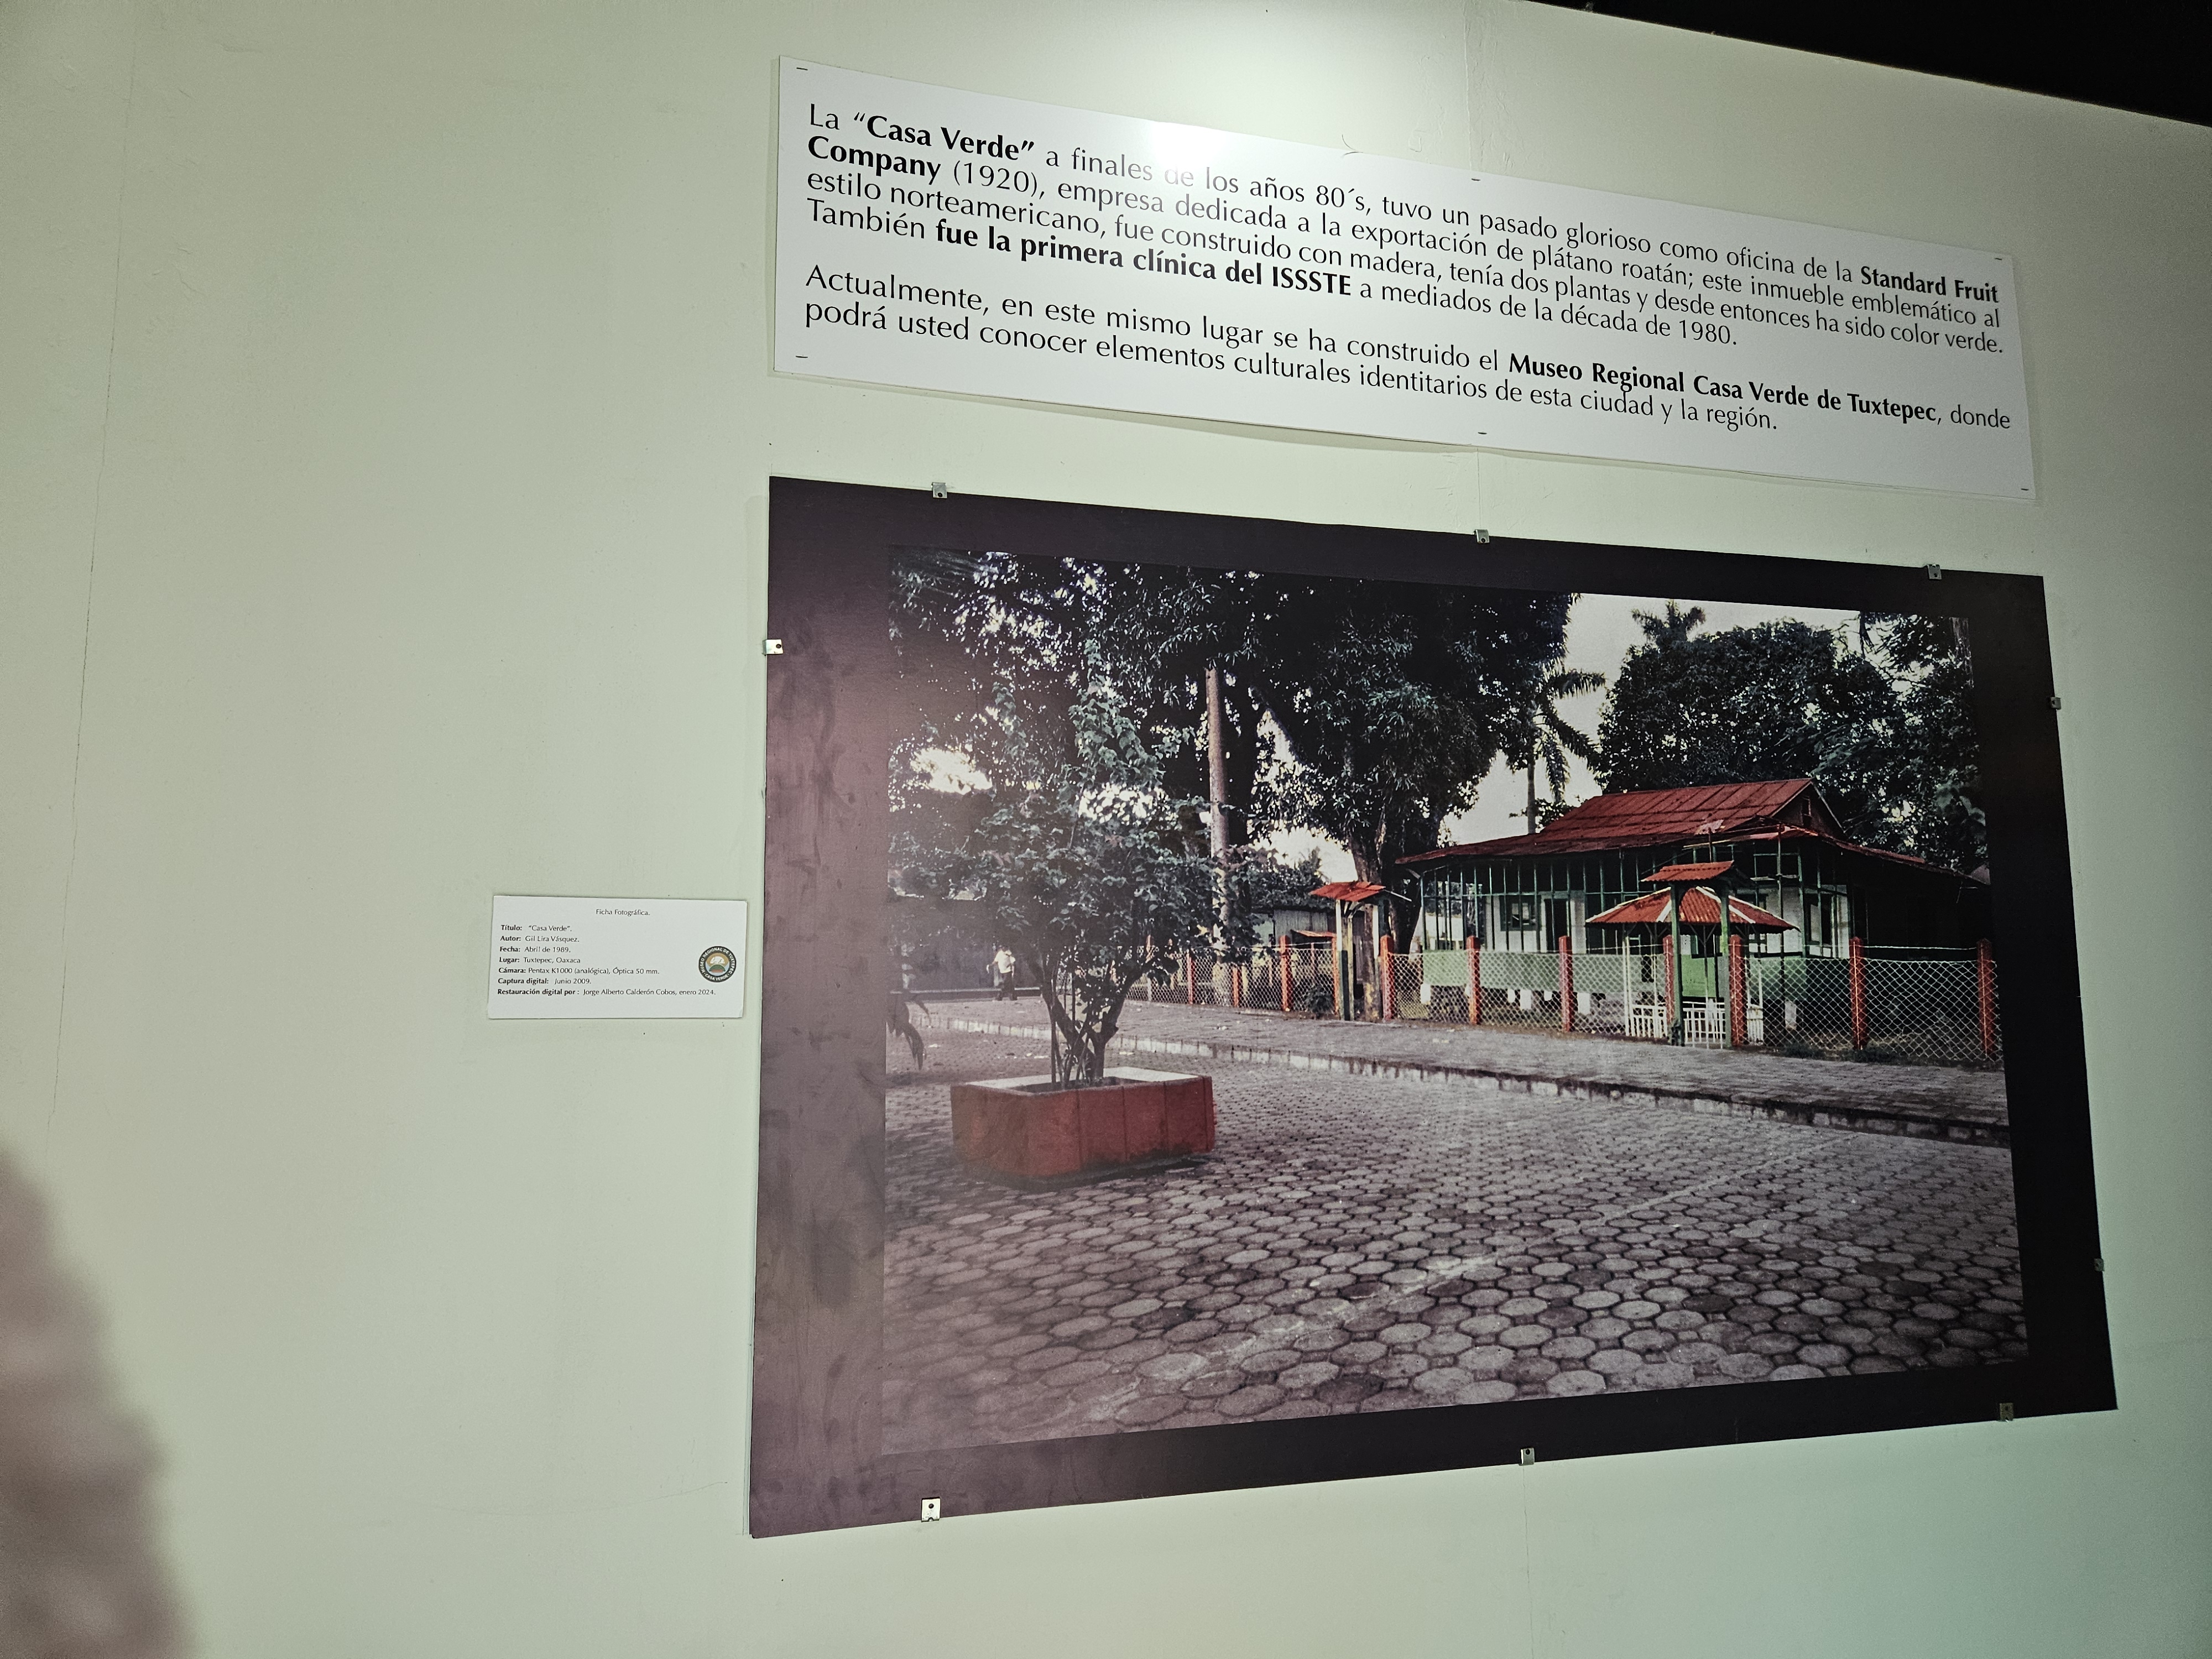 La “Casa Verde” a finales de los años 80´s, tuvo un pasado glorioso como oficina de la Standard Fruit
Company (1920), empresa dedicada a la exportación de plátano roatán; este inmueble emblemático al
estilo norteamericano, fue construido con madera, tenía dos plantas y desde entonces ha sido color verde.
También fue la primera clínica del ISSSTE a mediados de la década de 1980.
Actualmente, en este mismo lugar se ha construido el Museo Regional Casa Verde de Tuxtepec, donde
podrá usted conocer elementos culturales identitarios de esta ciudad y la región.
Ficha Fotográfica.
Título: “Casa Verde”.
Autor: Gil Lira Vásquez.
Fecha: Abril de 1989.
Lugar: Tuxtepec, Oaxaca
Cámara: Pentax K1000 (analógica), Óptica 50 mm.
Captura digital: Junio 2009.
Restauración digital por : Jorge Alberto Calderón Cobos, enero 2024.